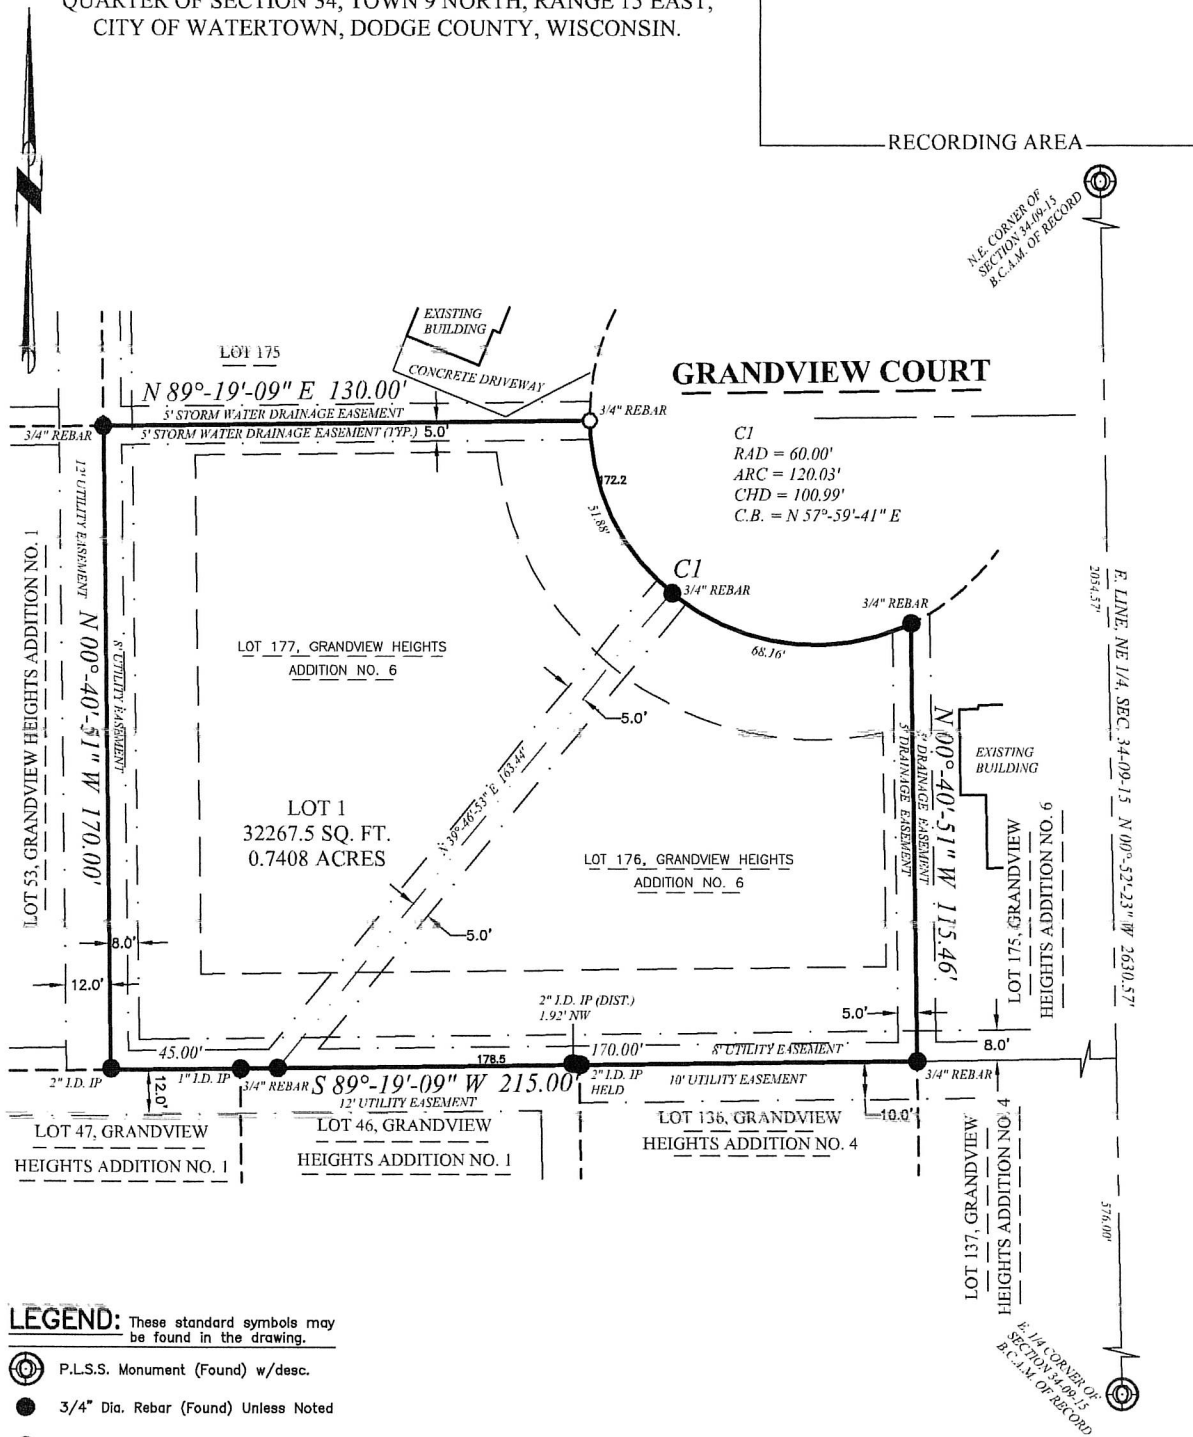 QUARTER OF SECTION 34, TOWN 9 NORTH, RANGE 15 EAST,
CITY OF WATERTOWN, DODGE COUNTY, WISCONSIN.
RECORDING AREA
N.E. CORNER OF
SECTION 34-09-15
B.C.A.M. OF RECORD
EXISTING
BUILDING
LOT 175
CONCRETE DRIVEWAY
GRANDVIEW COURT
N 89°-19'-09" E 130.00'
5' STORM WATER DRAINAGE EASEMENT
3/4" REBAR
3/4" REBAR
5' STORM WATER DRAINAGE EASEMENT (TYP.)
5.0'
C1
RAD = 60.00'
ARC = 120.03'
CHD = 100.99'
C.B. = N 57°-59'-41" E
172.2
51.88'
C1
3/4" REBAR
3/4" REBAR
68.16'
12' UTILITY EASEMENT
N 00°-40'-51" W 170.00'
8' UTILITY EASEMENT
LOT 53, GRANDVIEW HEIGHTS ADDITION NO. 1
LOT 177, GRANDVIEW HEIGHTS
ADDITION NO. 6
5.0'
N 39°-46'-53" E 163.44'
LOT 1
32267.5 SQ. FT.
0.7408 ACRES
LOT 176, GRANDVIEW HEIGHTS
ADDITION NO. 6
5.0'
5' DRAINAGE EASEMENT
5' DRAINAGE EASEMENT
N 00°-40'-51" W 115.46'
EXISTING
BUILDING
LOT 175, GRANDVIEW
HEIGHTS ADDITION NO. 6
E. LINE, NE 1/4, SEC. 34-09-15 N 00°-52'-23" W 2630.57'
2054.57'
8.0'
12.0'
2" I.D. IP (DIST.)
1.92' NW
5.0'
8.0'
45.00'
178.5
170.00'
8' UTILITY EASEMENT
2" I.D. IP
1" I.D. IP
3/4" REBAR
S 89°-19'-09" W 215.00'
2" I.D. IP
HELD
10' UTILITY EASEMENT
3/4" REBAR
12.0'
12' UTILITY EASEMENT
10.0'
LOT 47, GRANDVIEW
HEIGHTS ADDITION NO. 1
LOT 46, GRANDVIEW
HEIGHTS ADDITION NO. 1
LOT 136, GRANDVIEW
HEIGHTS ADDITION NO. 4
LOT 137, GRANDVIEW
HEIGHTS ADDITION NO. 4
576.00'
E. 1/4 CORNER OF
SECTION 34-09-15
B.C.A.M. OF RECORD
LEGEND: These standard symbols may
be found in the drawing.
P.L.S.S. Monument (Found) w/desc.
3/4" Dia. Rebar (Found) Unless Noted